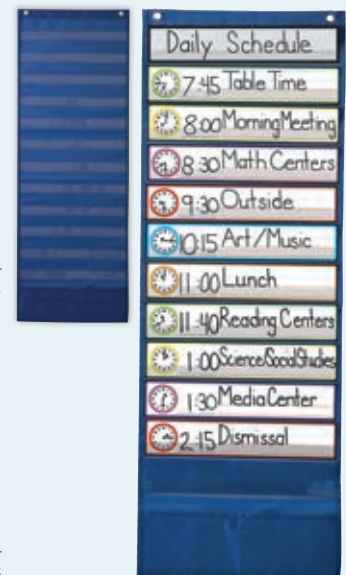 Daily Schedule
7:45 Table Time
8:00 Morning Meeting
8:30 Math Centers
9:30 Outside
10:15 Art/Music
11:00 Lunch
11:40 Reading Centers
1:00 Science/Social Studies
1:30 Media Center
2:15 Dismissal